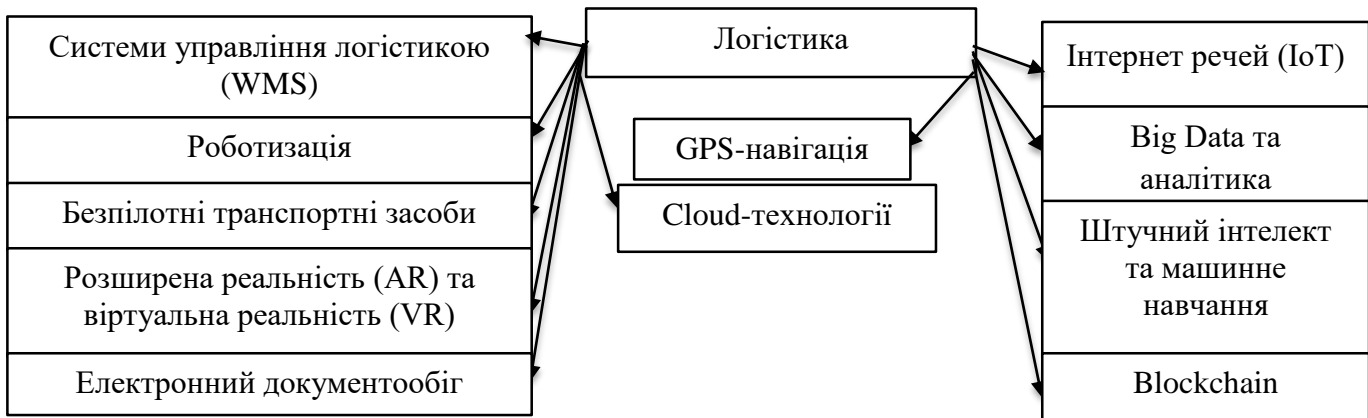 Логістика
Системи управління логістикою
(WMS)
Роботизація
Безпілотні транспортні засоби
Розширена реальність (AR) та
віртуальна реальність (VR)
Електронний документообіг
GPS-навігація
Cloud-технології
Інтернет речей (IoT)
Big Data та
аналітика
Штучний інтелект
та машинне
навчання
Blockchain